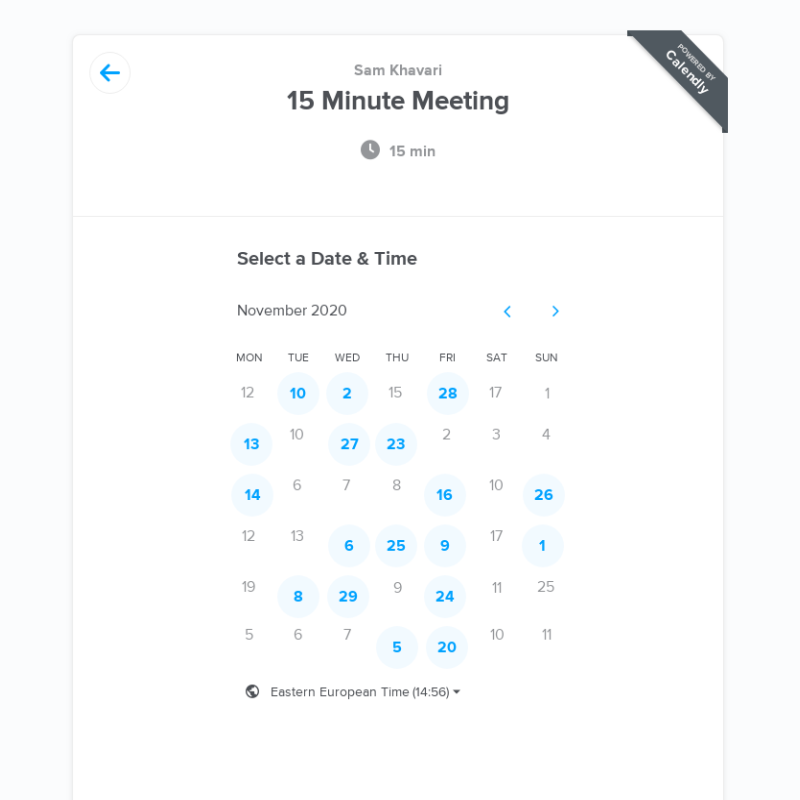 POWERED BY
Calendly
Sam Khavari
15 Minute Meeting
15 min
Select a Date & Time
November 2020
MON TUE WED THU FRI SAT SUN
12 10 2 15 28 17 1
13 10 27 23 2 3 4
14 6 7 8 16 10 26
12 13 6 25 9 17 1
19 8 29 9 24 11 25
5 6 7 5 20 10 11
Eastern European Time (14:56)